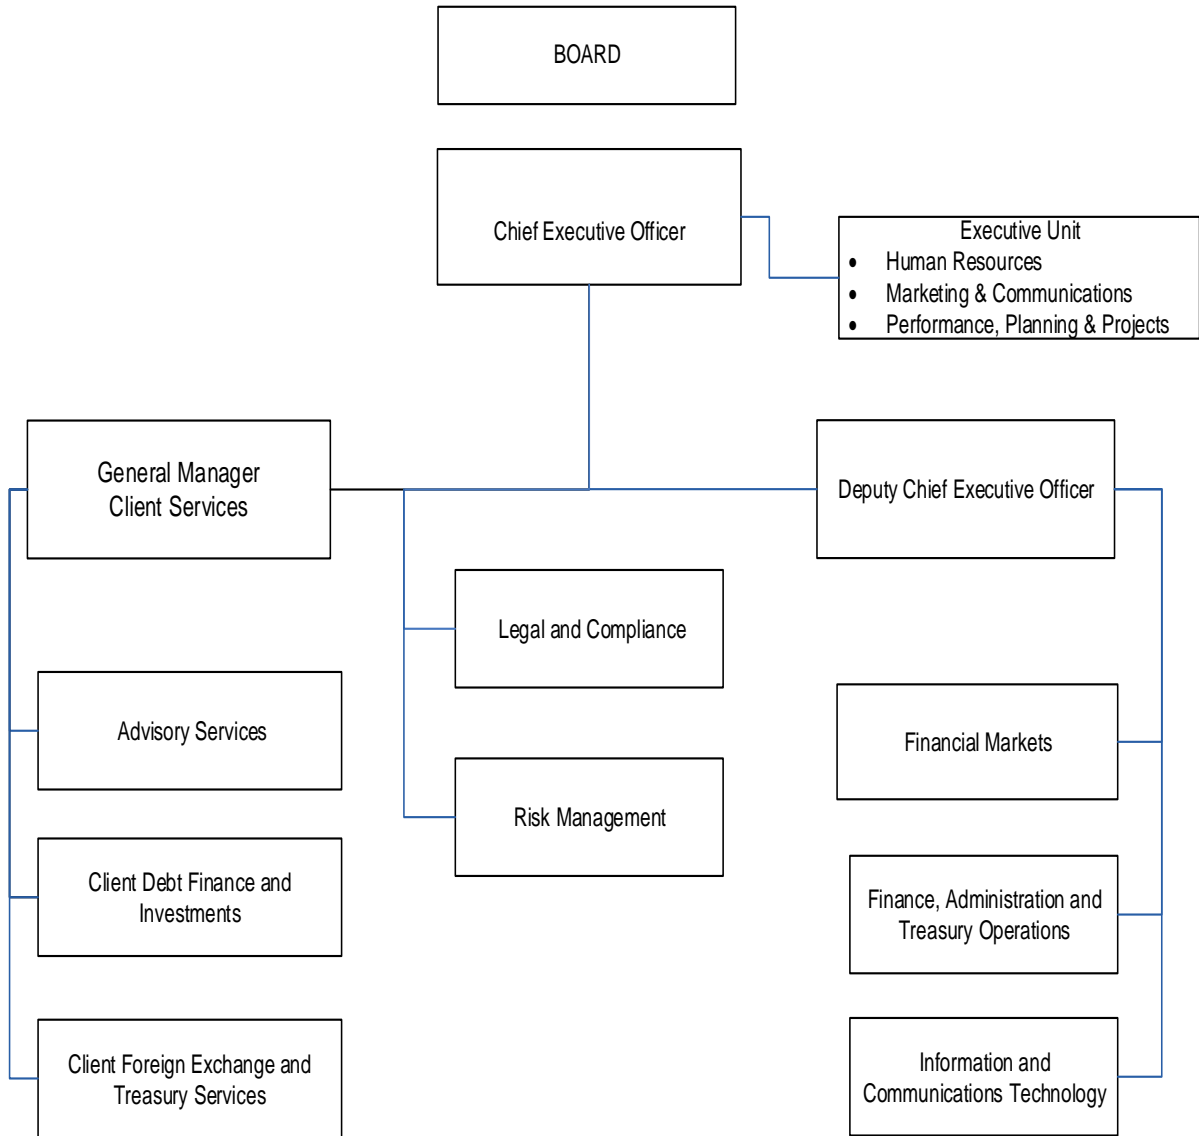 BOARD
Chief Executive Officer
Executive Unit
• Human Resources
• Marketing & Communications
• Performance, Planning & Projects
General Manager
Client Services
Deputy Chief Executive Officer
Legal and Compliance
Advisory Services
Financial Markets
Risk Management
Client Debt Finance and
Investments
Finance, Administration and
Treasury Operations
Client Foreign Exchange and
Treasury Services
Information and
Communications Technology